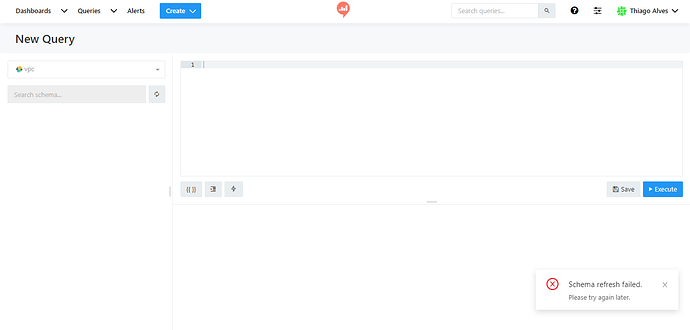 Dashboards Queries Alerts Create Search queries... Thiago Alves
New Query
vpc
Search schema...
1
{{ }}
Save Execute
Schema refresh failed.
Please try again later.